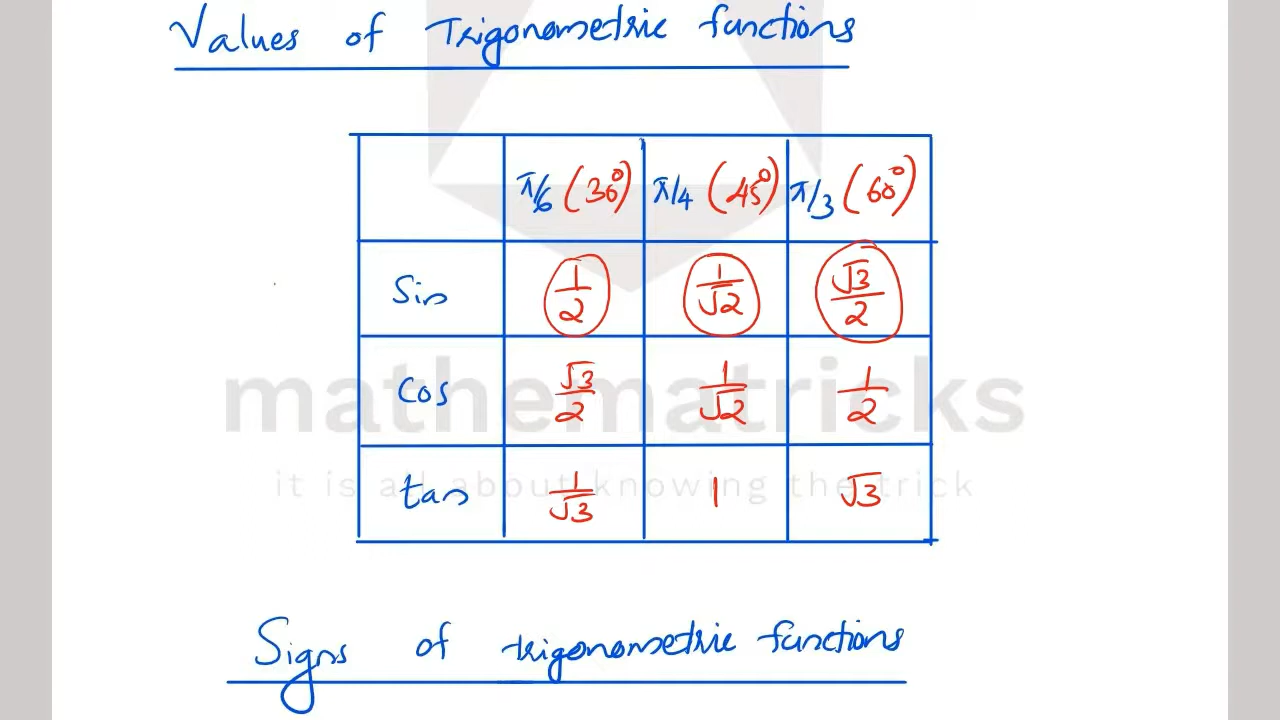 Values of Trigonometric functions
π/6 (30°) π/4 (45°) π/3 (60°)
Sin 1/2 1/√2 √3/2
Cos √3/2 1/√2 1/2
mathematricks
tan 1/√3 1 √3
it is all about knowing the trick
Signs of trigonometric functions